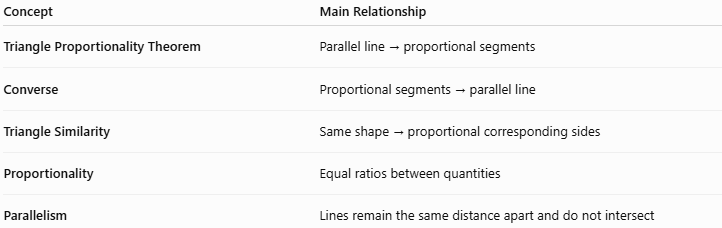 Concept Main Relationship
Triangle Proportionality Theorem Parallel line → proportional segments
Converse Proportional segments → parallel line
Triangle Similarity Same shape → proportional corresponding sides
Proportionality Equal ratios between quantities
Parallelism Lines remain the same distance apart and do not intersect